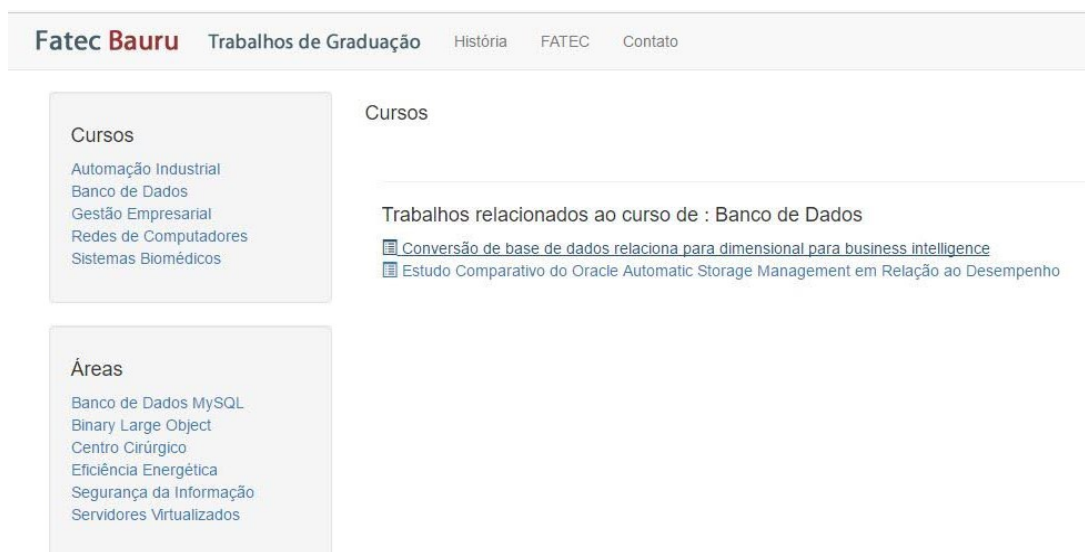 Fatec Bauru Trabalhos de Graduação História FATEC Contato
Cursos
Automação Industrial
Banco de Dados
Gestão Empresarial
Redes de Computadores
Sistemas Biomédicos
Áreas
Banco de Dados MySQL
Binary Large Object
Centro Cirúrgico
Eficiência Energética
Segurança da Informação
Servidores Virtualizados
Cursos
Trabalhos relacionados ao curso de : Banco de Dados
Conversão de base de dados relaciona para dimensional para business intelligence
Estudo Comparativo do Oracle Automatic Storage Management em Relação ao Desempenho